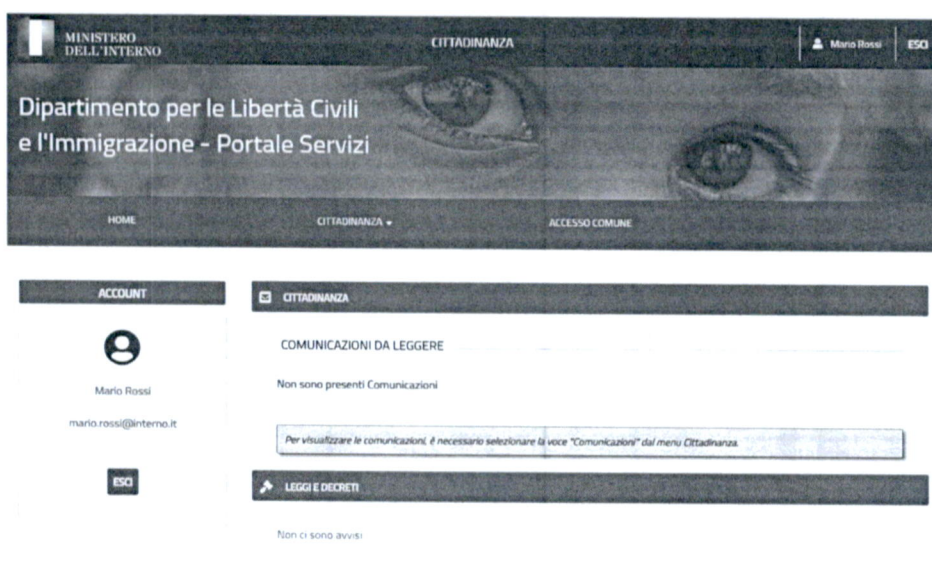 MINISTERO
DELL'INTERNO
CITTADINANZA
Mario Rossi
ESCI
Dipartimento per le Libertà Civili
e l'Immigrazione - Portale Servizi
HOME
CITTADINANZA
ACCESSO COMUNE
ACCOUNT
Mario Rossi
mario.rossi@interno.it
ESCI
CITTADINANZA
COMUNICAZIONI DA LEGGERE
Non sono presenti Comunicazioni
Per visualizzare le comunicazioni, è necessario selezionare la voce "Comunicazioni" dal menu Cittadinanza.
LEGGI E DECRETI
Non ci sono avvisi